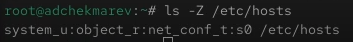 root@adchekmarev:~# ls -Z /etc/hosts
system_u:object_r:net_conf_t:s0 /etc/hosts